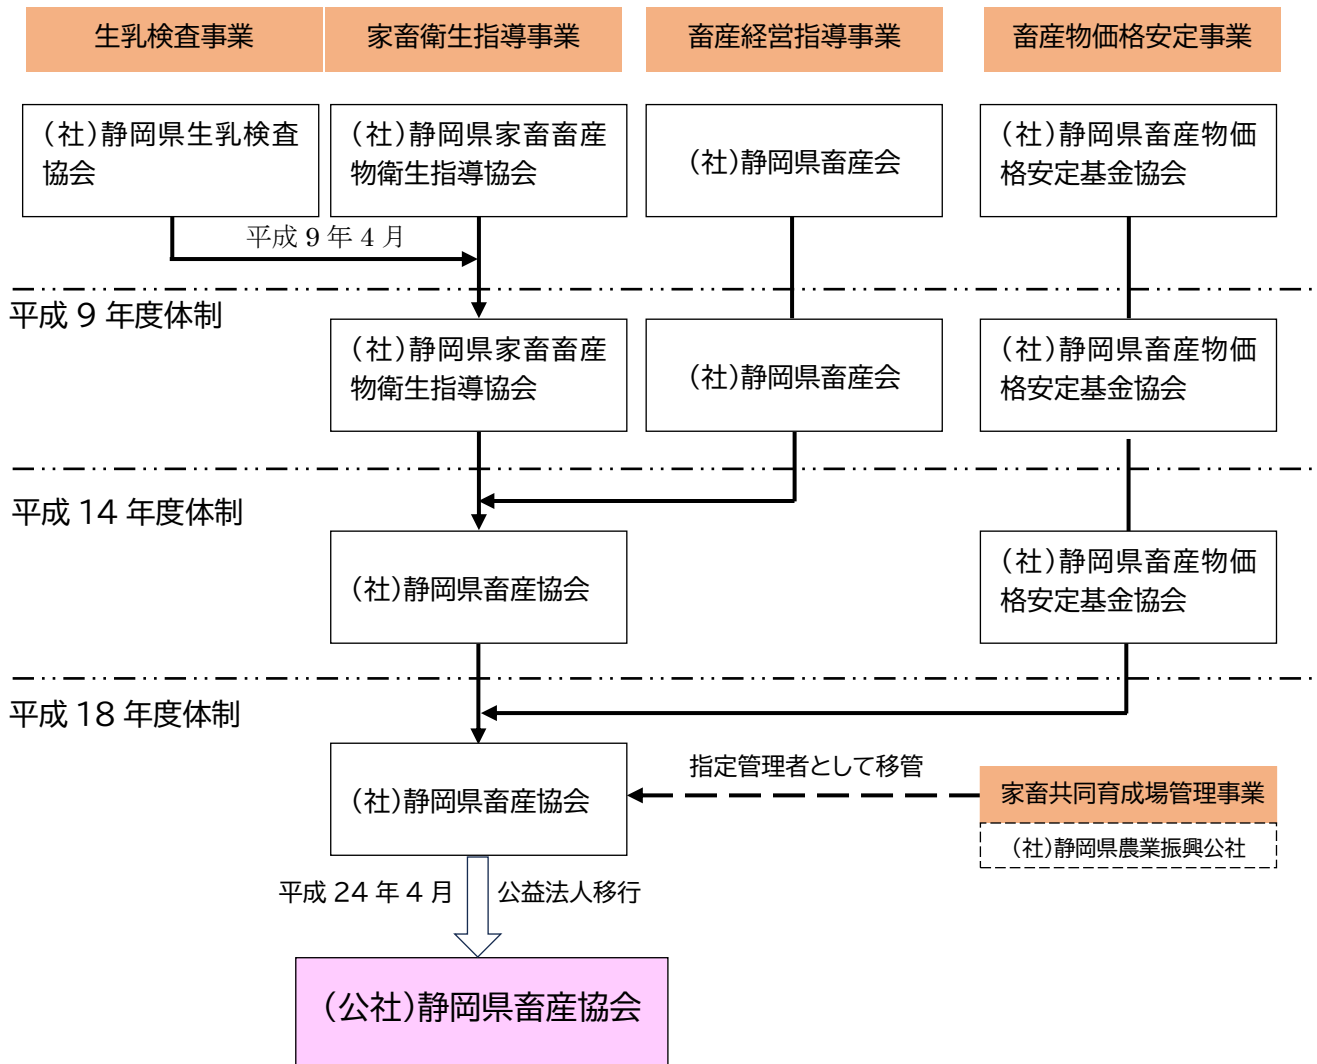 生乳検査事業
家畜衛生指導事業
畜産経営指導事業
畜産物価格安定事業
（社）静岡県生乳検査
協会
（社）静岡県家畜畜産
物衛生指導協会
（社）静岡県畜産会
（社）静岡県畜産物価
格安定基金協会
平成 9 年 4 月
平成 9 年度体制
（社）静岡県家畜畜産
物衛生指導協会
（社）静岡県畜産会
（社）静岡県畜産物価
格安定基金協会
平成 14 年度体制
（社）静岡県畜産協会
（社）静岡県畜産物価
格安定基金協会
平成 18 年度体制
（社）静岡県畜産協会
指定管理者として移管
家畜共同育成場管理事業
（社）静岡県農業振興公社
平成 24 年 4 月
公益法人移行
（公社）静岡県畜産協会